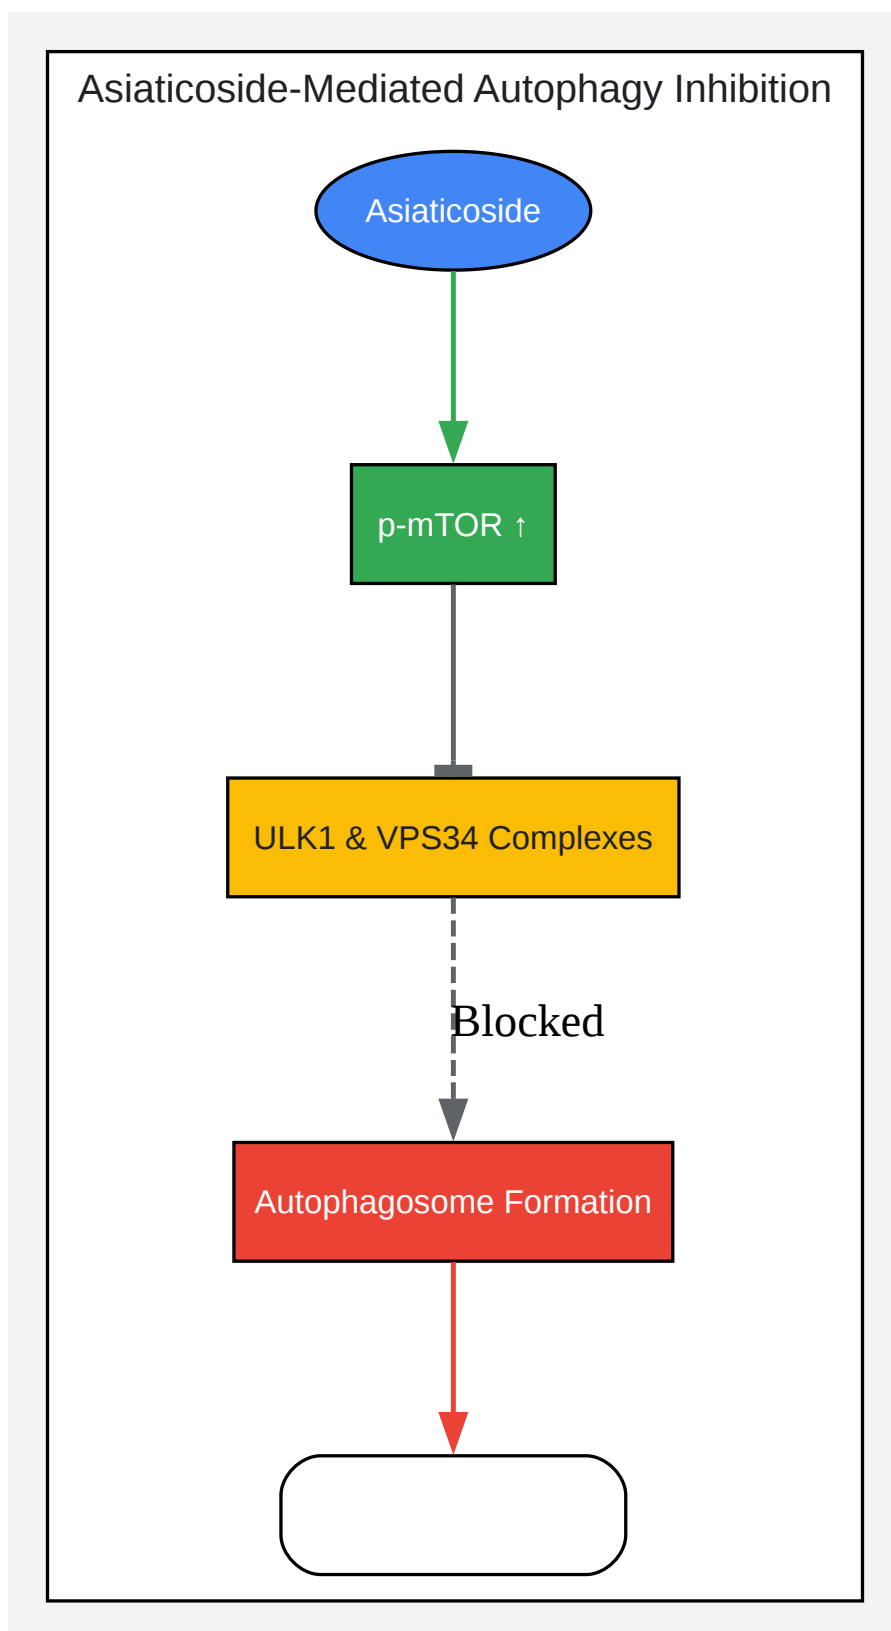 Asiaticoside-Mediated Autophagy Inhibition
Asiaticoside
p-mTOR ↑
ULK1 & VPS34 Complexes
Blocked
Autophagosome Formation